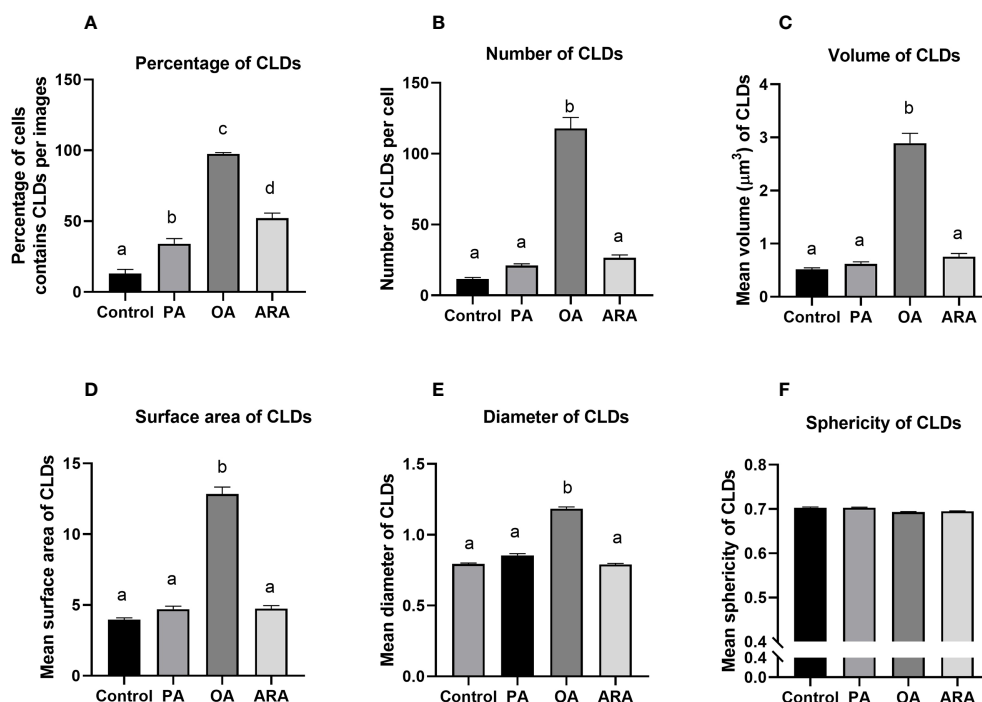 A
Percentage of CLDs
Percentage of cells
contains CLDs per images
150
100
50
0
a
b
c
d
Control PA OA ARA
B
Number of CLDs
Number of CLDs per cell
150
100
50
0
a
a
b
a
Control PA OA ARA
C
Volume of CLDs
Mean volume (μm³) of CLDs
4
3
2
1
0
a
a
b
a
Control PA OA ARA
D
Surface area of CLDs
Mean surface area of CLDs
15
10
5
0
a
a
b
a
Control PA OA ARA
E
Diameter of CLDs
Mean diameter of CLDs
1.5
1.0
0.5
0.0
a
a
b
a
Control PA OA ARA
F
Sphericity of CLDs
Mean sphericity of CLDs
0.8
0.7
0.6
0.5
0.4
0.4
0.0
Control PA OA ARA